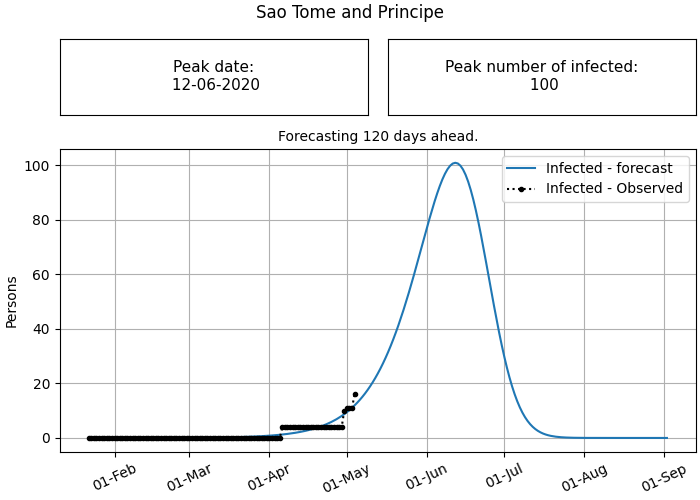 Sao Tome and Principe
Peak date:
12-06-2020
Peak number of infected:
100
Forecasting 120 days ahead.
Infected - forecast
Infected - Observed
Persons
100
80
60
40
20
0
01-Feb
01-Mar
01-Apr
01-May
01-Jun
01-Jul
01-Aug
01-Sep